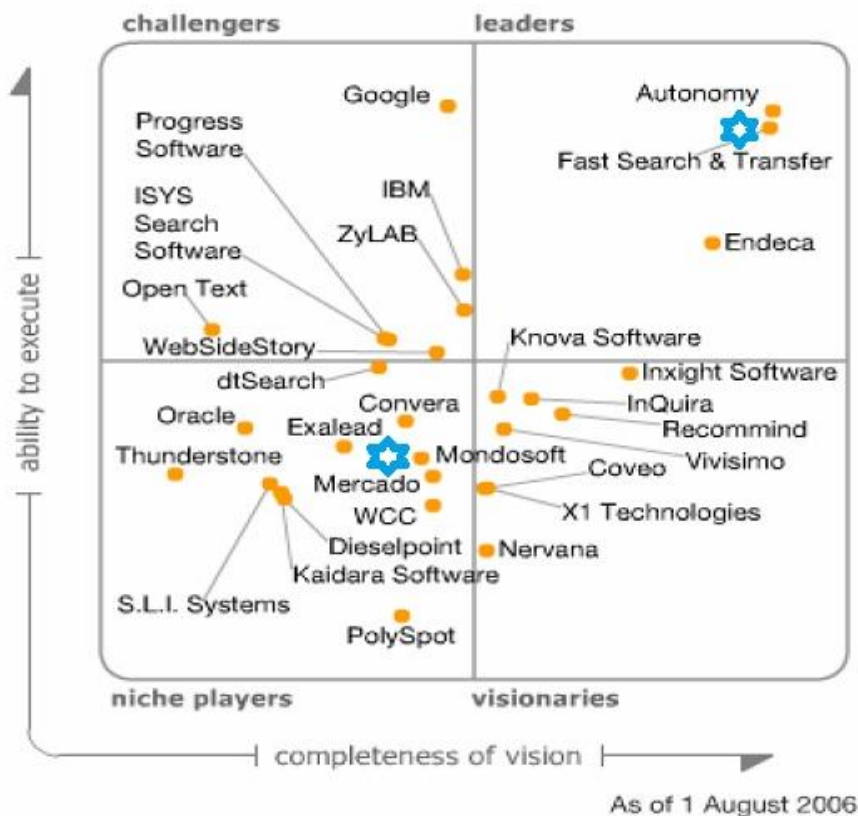 challengers
leaders
Google
Autonomy
Progress
Software
Fast Search & Transfer
ISYS
Search
Software
IBM
ZyLAB
Endeca
Open Text
WebSideStory
Knova Software
dtSearch
Inxight Software
Convera
InQuira
Oracle
Exalead
Recommind
Thunderstone
Mondosoft
Vivisimo
Coveo
Mercado
WCC
X1 Technologies
Dieselpoint
Nervana
Kaidara Software
S.L.I. Systems
PolySpot
niche players
visionaries
ability to execute
completeness of vision
As of 1 August 2006